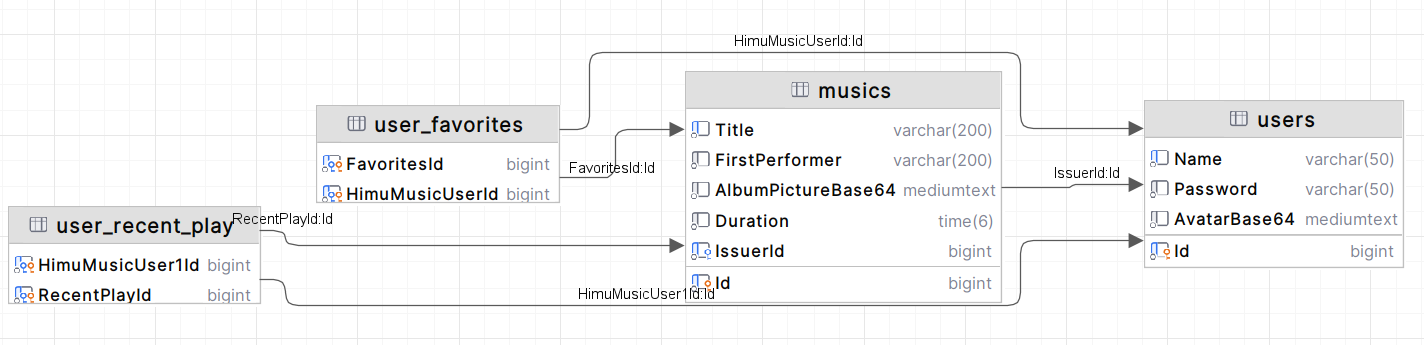 HimuMusicUserId:Id
user_favorites
FavoritesId bigint
HimuMusicUserId bigint
FavoritesId:Id
musics
Title varchar(200)
FirstPerformer varchar(200)
AlbumPictureBase64 mediumtext
Duration time(6)
IssuerId bigint
Id bigint
IssuerId:Id
users
Name varchar(50)
Password varchar(50)
AvatarBase64 mediumtext
Id bigint
user_recent_play
RecentPlayId:Id
HimuMusicUser1Id bigint
RecentPlayId bigint
HimuMusicUser1Id:Id